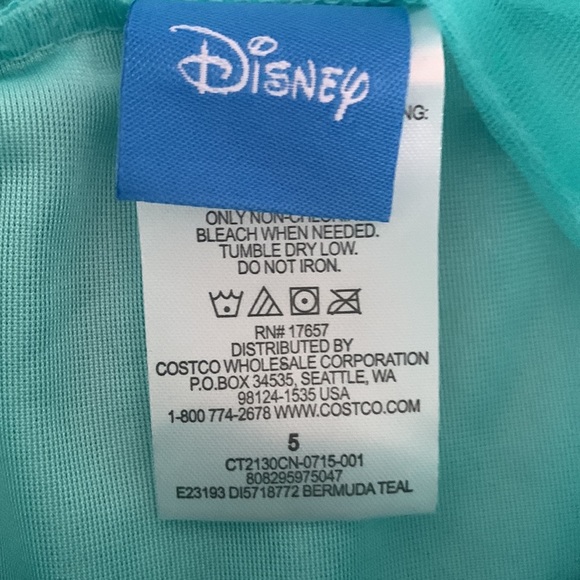 Disney
NG:
ONLY
BLEACH WHEN NEEDED.
TUMBLE DRY LOW.
DO NOT IRON.
RN# 17657
DISTRIBUTED BY
COSTCO WHOLESALE CORPORATION
P.O.BOX 34535, SEATTLE, WA
98124-1535 USA
1-800 774-2678 WWW.COSTCO.COM
5
CT2130CN-0715-001
808295975047
E23193 DI5718772 BERMUDA TEAL